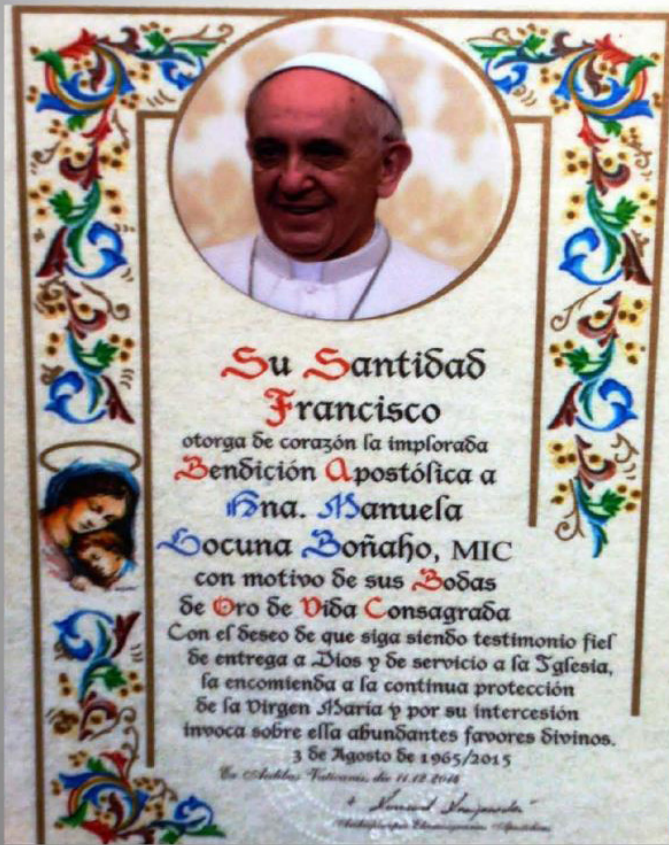 Su Santidad
Francisco
otorga de corazón la implorada
Bendición Apostólica a
Hna. Manuela
Locuna Boñaho, MIC
con motivo de sus Bodas
de Oro de Vida Consagrada
Con el deseo de que siga siendo testimonio fiel
de entrega a Dios y de servicio a la Iglesia,
la encomienda a la continua protección
de la Virgen María y por su intercesión
invoca sobre ella abundantes favores divinos.
3 de Agosto de 1965/2015
Ex Aedibus Vaticanis, die